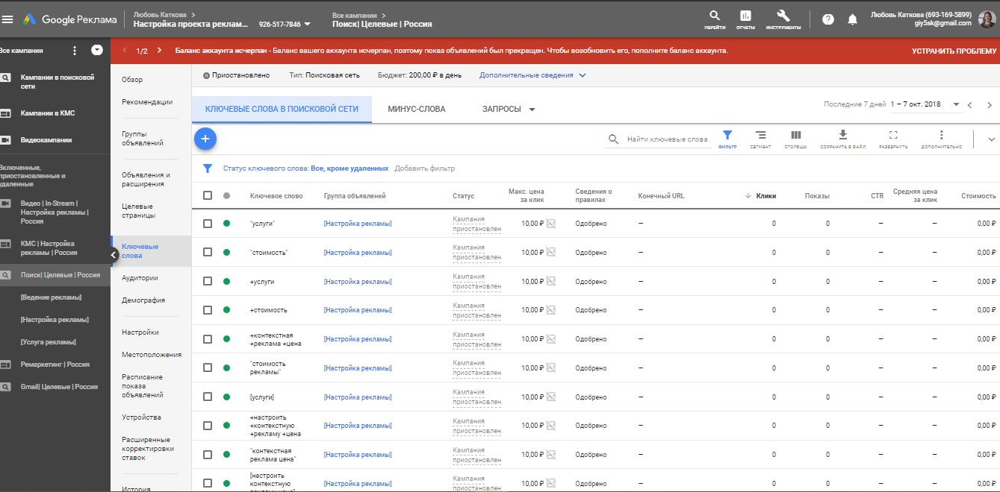 Google Реклама
Любовь Каткова >
Настройка проекта реклам...
926-517-7846
Все кампании >
Поиск| Целевые | Россия
ПЕРЕЙТИ
ОТЧЕТЫ
ИНСТРУМЕНТЫ
Любовь Каткова (693-169-5899)
giy5sk@gmail.com
Все кампании
1/2
Баланс аккаунта исчерпан - Баланс вашего аккаунта исчерпан, поэтому показ объявлений был прекращен. Чтобы возобновить его, пополните баланс аккаунта.
УСТРАНИТЬ ПРОБЛЕМУ
Кампании в поисковой
сети
Кампании в КМС
Видеокампании
Включенные,
приостановленные и
удаленные
Видео | In-Stream |
Настройка рекламы |
Россия
КМС | Настройка
рекламы | Россия
Поиск| Целевые | Россия
[Ведение рекламы]
[Настройка рекламы]
[Услуга рекламы]
Ремаркетинг | Россия
Gmail| Целевые | Россия
Обзор
Рекомендации
Группы
объявлений
Объявления и
расширения
Целевые
страницы
Ключевые
слова
Аудитории
Демография
Настройки
Местоположения
Расписание
показа
объявлений
Устройства
Расширенные
корректировки
ставок
История
Приостановлено
Тип: Поисковая сеть
Бюджет: 200,00 ₽ в день
Дополнительные сведения
КЛЮЧЕВЫЕ СЛОВА В ПОИСКОВОЙ СЕТИ
МИНУС-СЛОВА
ЗАПРОСЫ
Последние 7 дней
1 – 7 окт. 2018
Найти ключевые слова
ФИЛЬТР
СЕГМЕНТ
СТОЛБЦЫ
СОХРАНИТЬ В ФАЙЛ
РАЗВЕРНУТЬ
ДОПОЛНИТЕЛЬНО
Статус ключевого слова: Все, кроме удаленных
Добавить фильтр
Ключевое слово
Группа объявлений
Статус
Макс. цена
за клик
Сведения о
правилах
Конечный URL
Клики
Показы
CTR
Средняя цена
за клик
Стоимость
"услуги" [Настройка рекламы] Кампания приостановлен 10,00 ₽ Одобрено – 0 0 – – 0,00 ₽
"стоимость" [Настройка рекламы] Кампания приостановлен 10,00 ₽ Одобрено – 0 0 – – 0,00 ₽
+услуги [Настройка рекламы] Кампания приостановлен 10,00 ₽ Одобрено – 0 0 – – 0,00 ₽
+стоимость [Настройка рекламы] Кампания приостановлен 10,00 ₽ Одобрено – 0 0 – – 0,00 ₽
+контекстная +реклама +цена [Настройка рекламы] Кампания приостановлен 10,00 ₽ Одобрено – 0 0 – – 0,00 ₽
"стоимость рекламы" [Настройка рекламы] Кампания приостановлен 10,00 ₽ Одобрено – 0 0 – – 0,00 ₽
[услуги] [Настройка рекламы] Кампания приостановлен 10,00 ₽ Одобрено – 0 0 – – 0,00 ₽
+настроить +контекстную +рекламу +цена [Настройка рекламы] Кампания приостановлен 10,00 ₽ Одобрено – 0 0 – – 0,00 ₽
"контекстная реклама цена" [Настройка рекламы] Кампания приостановлен 10,00 ₽ Одобрено – 0 0 – – 0,00 ₽
[настроить контекстную [Настройка рекламы] Кампания приостановлен 10,00 ₽ Одобрено – 0 0 – – 0,00 ₽